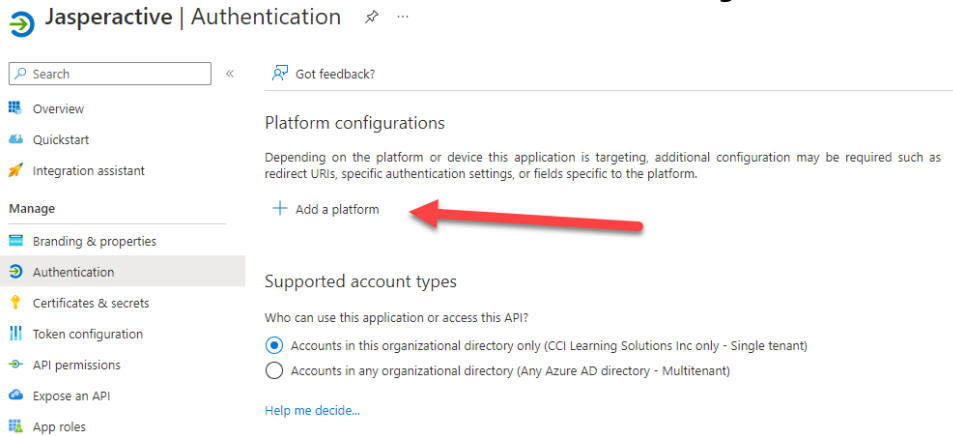 Jasperactive | Authentication
Search
Overview
Quickstart
Integration assistant
Manage
Branding & properties
Authentication
Certificates & secrets
Token configuration
API permissions
Expose an API
App roles
Got feedback?
Platform configurations
Depending on the platform or device this application is targeting, additional configuration may be required such as
redirect URIs, specific authentication settings, or fields specific to the platform.
Add a platform
Supported account types
Who can use this application or access this API?
Accounts in this organizational directory only (CCI Learning Solutions Inc only - Single tenant)
Accounts in any organizational directory (Any Azure AD directory - Multitenant)
Help me decide...